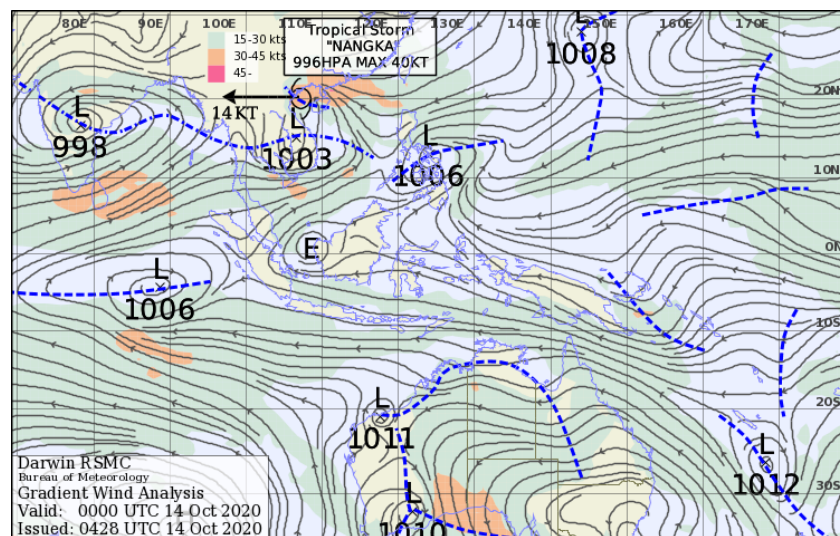 80E 90E 100E 110E 120E 130E 140E 150E 160E 170E
15-30 kts
30-45 kts
45-
Tropical Storm
"NANGKA"
996HPA MAX 40KT
L
1008
20N
14KT
L
998
L
1003
L
1006
10N
E
0N
L
1006
10S
L
1011
20S
L
1012
30S
L
1010
Darwin RSMC
Bureau of Meteorology
Gradient Wind Analysis
Valid: 0000 UTC 14 Oct 2020
Issued: 0428 UTC 14 Oct 2020